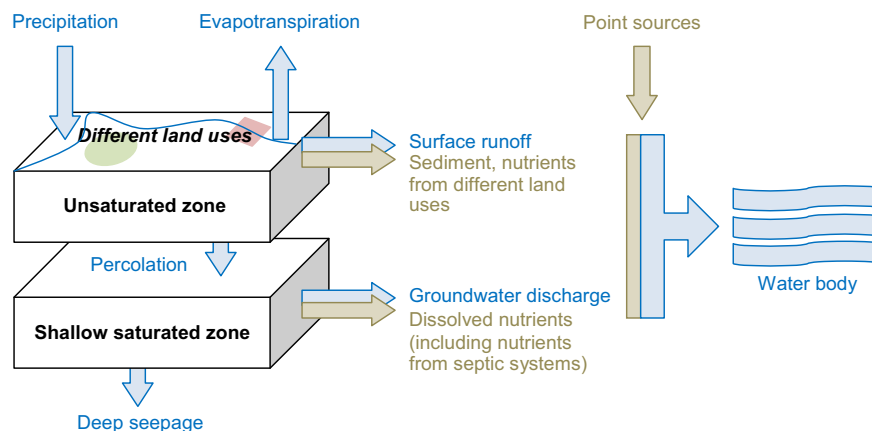 Precipitation
Evapotranspiration
Point sources
Different land uses
Surface runoff
Sediment, nutrients
from different land
uses
Unsaturated zone
Percolation
Groundwater discharge
Dissolved nutrients
(including nutrients
from septic systems)
Water body
Shallow saturated zone
Deep seepage